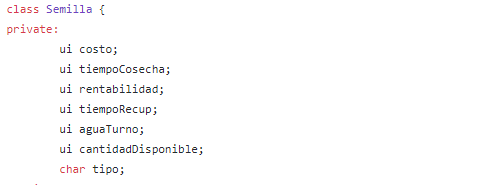 class Semilla {
private:
ui costo;
ui tiempoCosecha;
ui rentabilidad;
ui tiempoRecup;
ui aguaTurno;
ui cantidadDisponible;
char tipo;